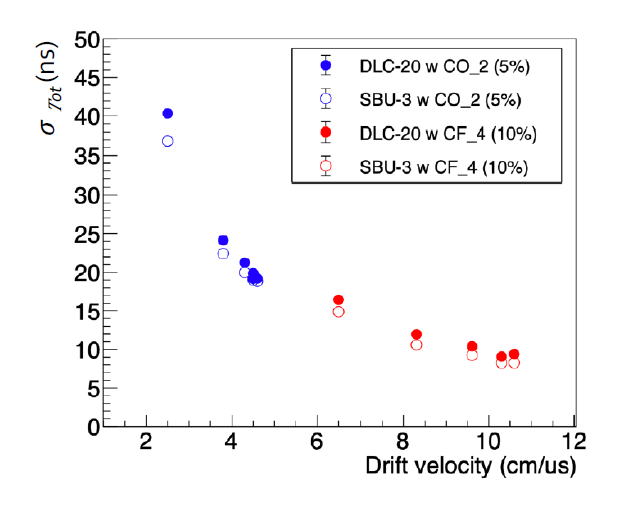 σ Tot (ns)
50
45
40
35
30
25
20
15
10
5
0
DLC-20 w CO_2 (5%)
SBU-3 w CO_2 (5%)
DLC-20 w CF_4 (10%)
SBU-3 w CF_4 (10%)
2 4 6 8 10 12
Drift velocity (cm/us)